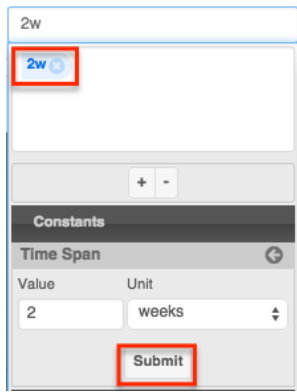 2w
2w
+ -
Constants
Time Span
Value Unit
2 weeks
Submit